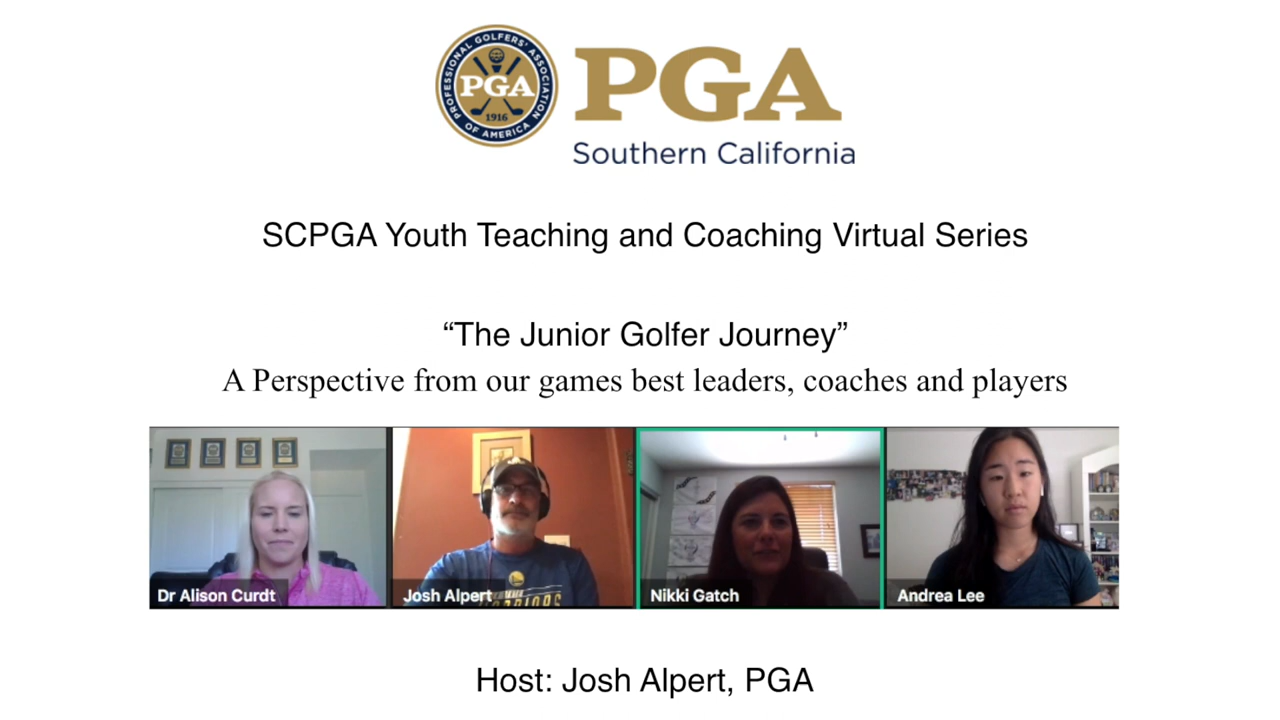 PROFESSIONAL GOLFERS' ASSOCIATION
OF AMERICA
PGA
1916
PGA
Southern California
SCPGA Youth Teaching and Coaching Virtual Series
“The Junior Golfer Journey”
A Perspective from our games best leaders, coaches and players
Dr Alison Curdt
Josh Alpert
Nikki Gatch
Andrea Lee
Host: Josh Alpert, PGA